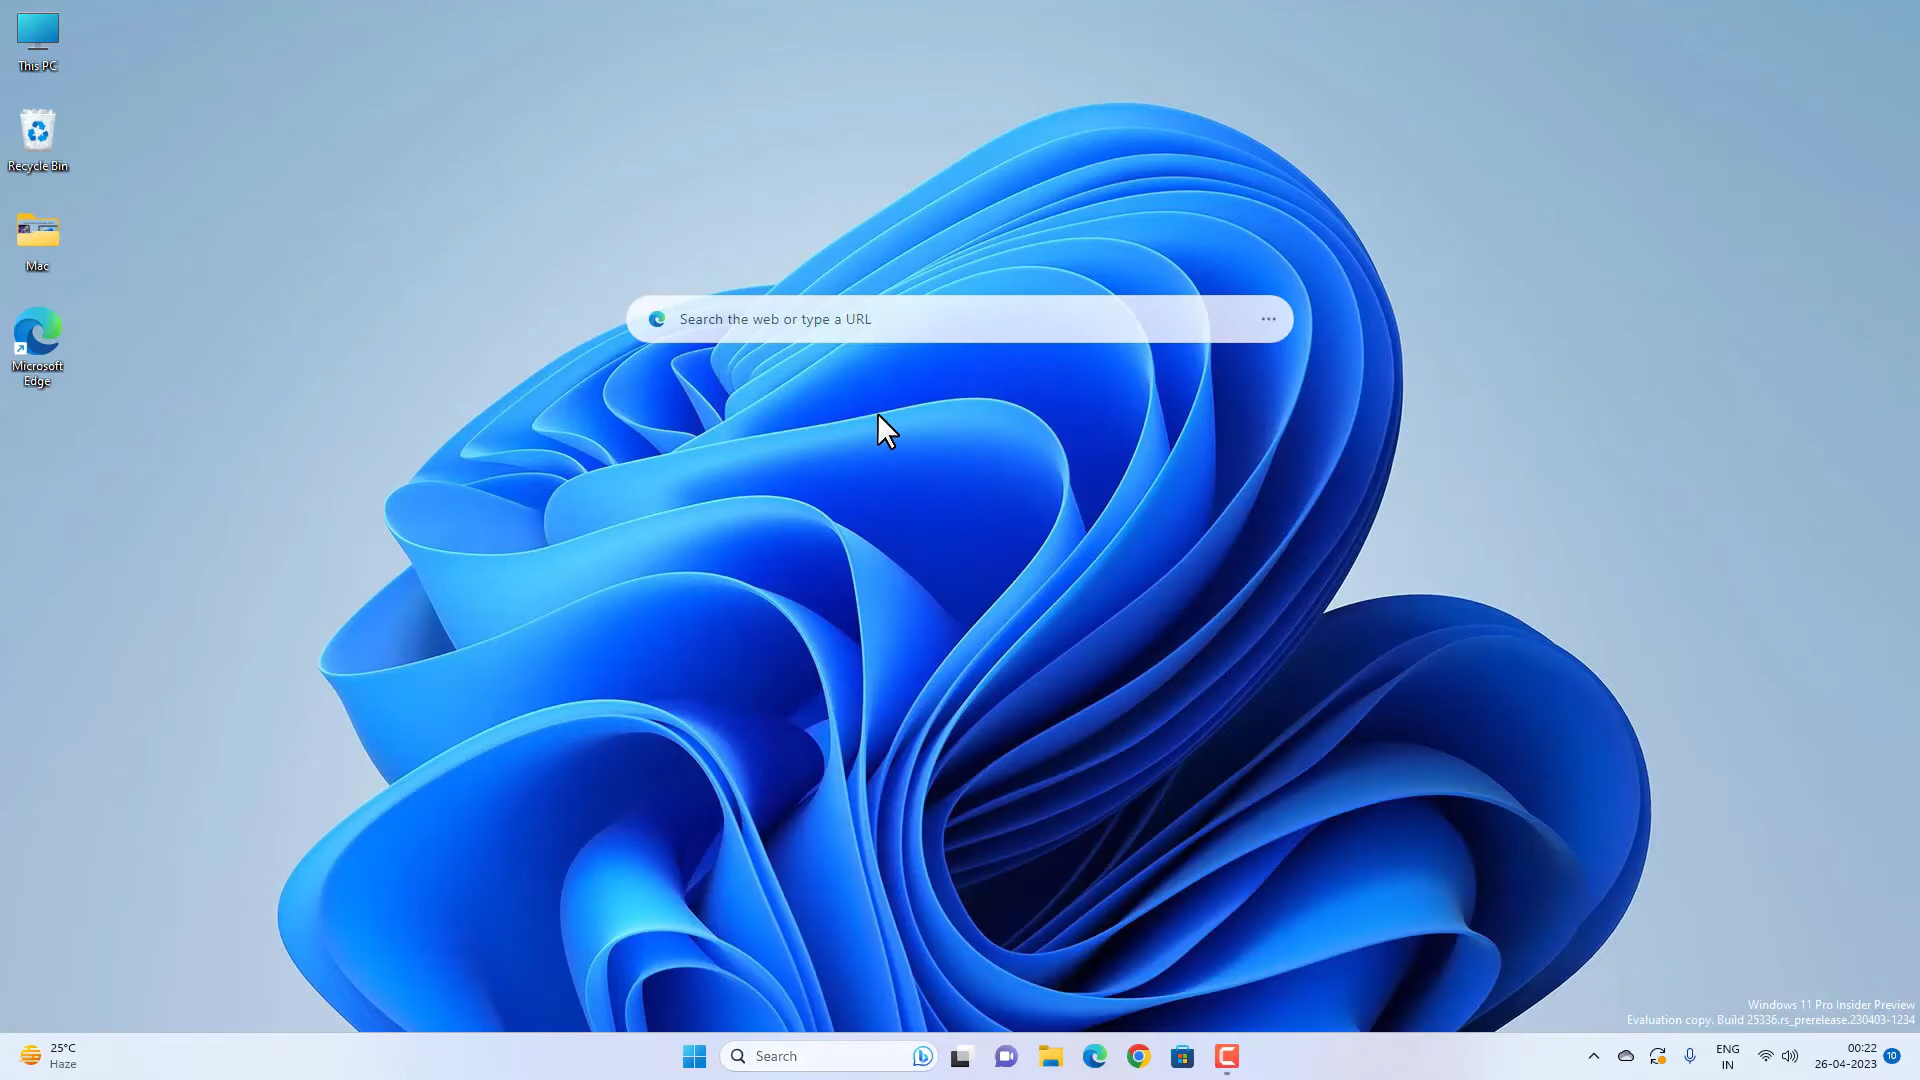 This PC
Recycle Bin
Mac
Microsoft
Edge
Search the web or type a URL
Windows 11 Pro Insider Preview
Evaluation copy. Build 25336.rs_prerelease.230403-1234
25°C
Haze
Search
ENG
IN
00:22
26-04-2023
10